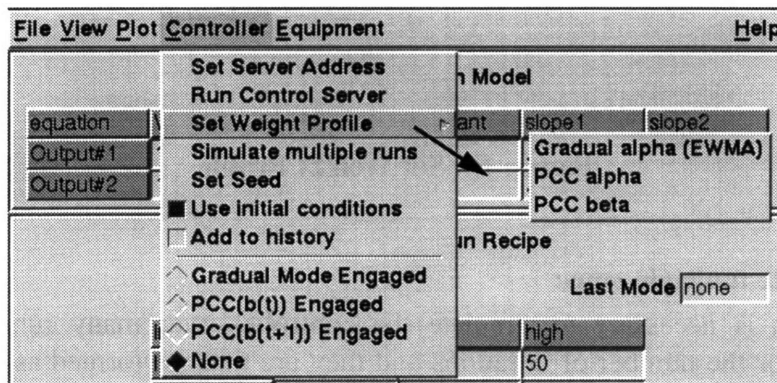 File View Plot Controller Equipment Help
Set Server Address
Run Control Server
Set Weight Profile
Simulate multiple runs
Set Seed
Use initial conditions
Add to history
Gradual Mode Engaged
PCC(b(t)) Engaged
PCC(b(t+1)) Engaged
None
Model
equation slope1 slope2
Output#1
Output#2
Gradual alpha (EWMA)
PCC alpha
PCC beta
Recipe
Last Mode none
high
50